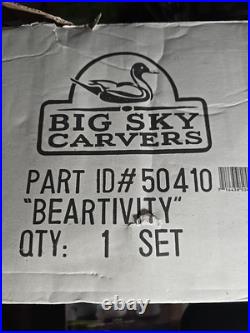 BIG SKY
CARVERS
PART ID# 50410
"BEARTIVITY"
QTY: 1 SET